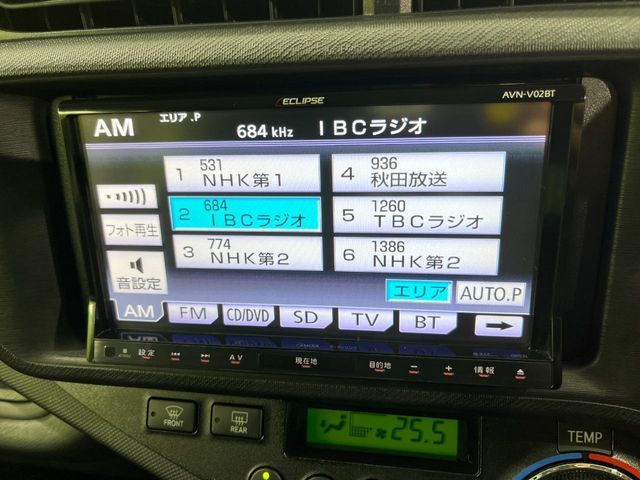 ECLIPSE
AVN-V02BT
AM
エリア.P
684 kHz IBCラジオ
1 531 NHK第1
4 936 秋田放送
2 684 IBCラジオ
5 1260 TBCラジオ
3 774 NHK第2
6 1386 NHK第2
フォト再生
音設定
エリア
AUTO.P
AM
FM
CD/DVD
SD
TV
BT
設定
AV
現在地
目的地
-
+
情報
FRONT
REAR
25.5
TEMP